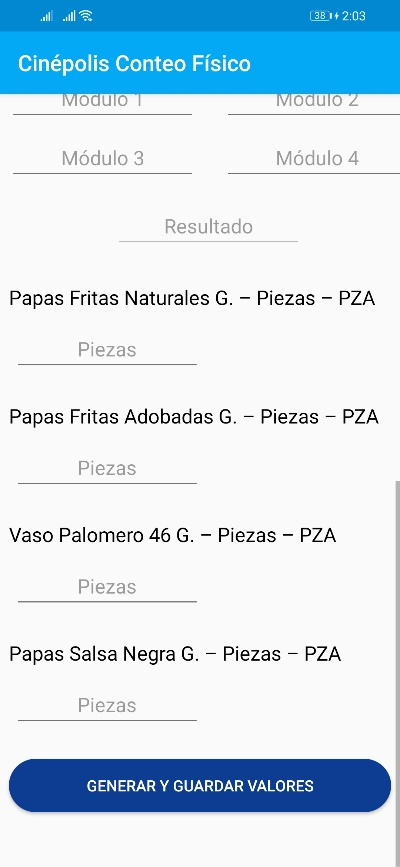 38 2:03
Cinépolis Conteo Físico
Módulo 1 Módulo 2
Módulo 3 Módulo 4
Resultado
Papas Fritas Naturales G. – Piezas – PZA
Piezas
Papas Fritas Adobadas G. – Piezas – PZA
Piezas
Vaso Palomero 46 G. – Piezas – PZA
Piezas
Papas Salsa Negra G. – Piezas – PZA
Piezas
GENERAR Y GUARDAR VALORES